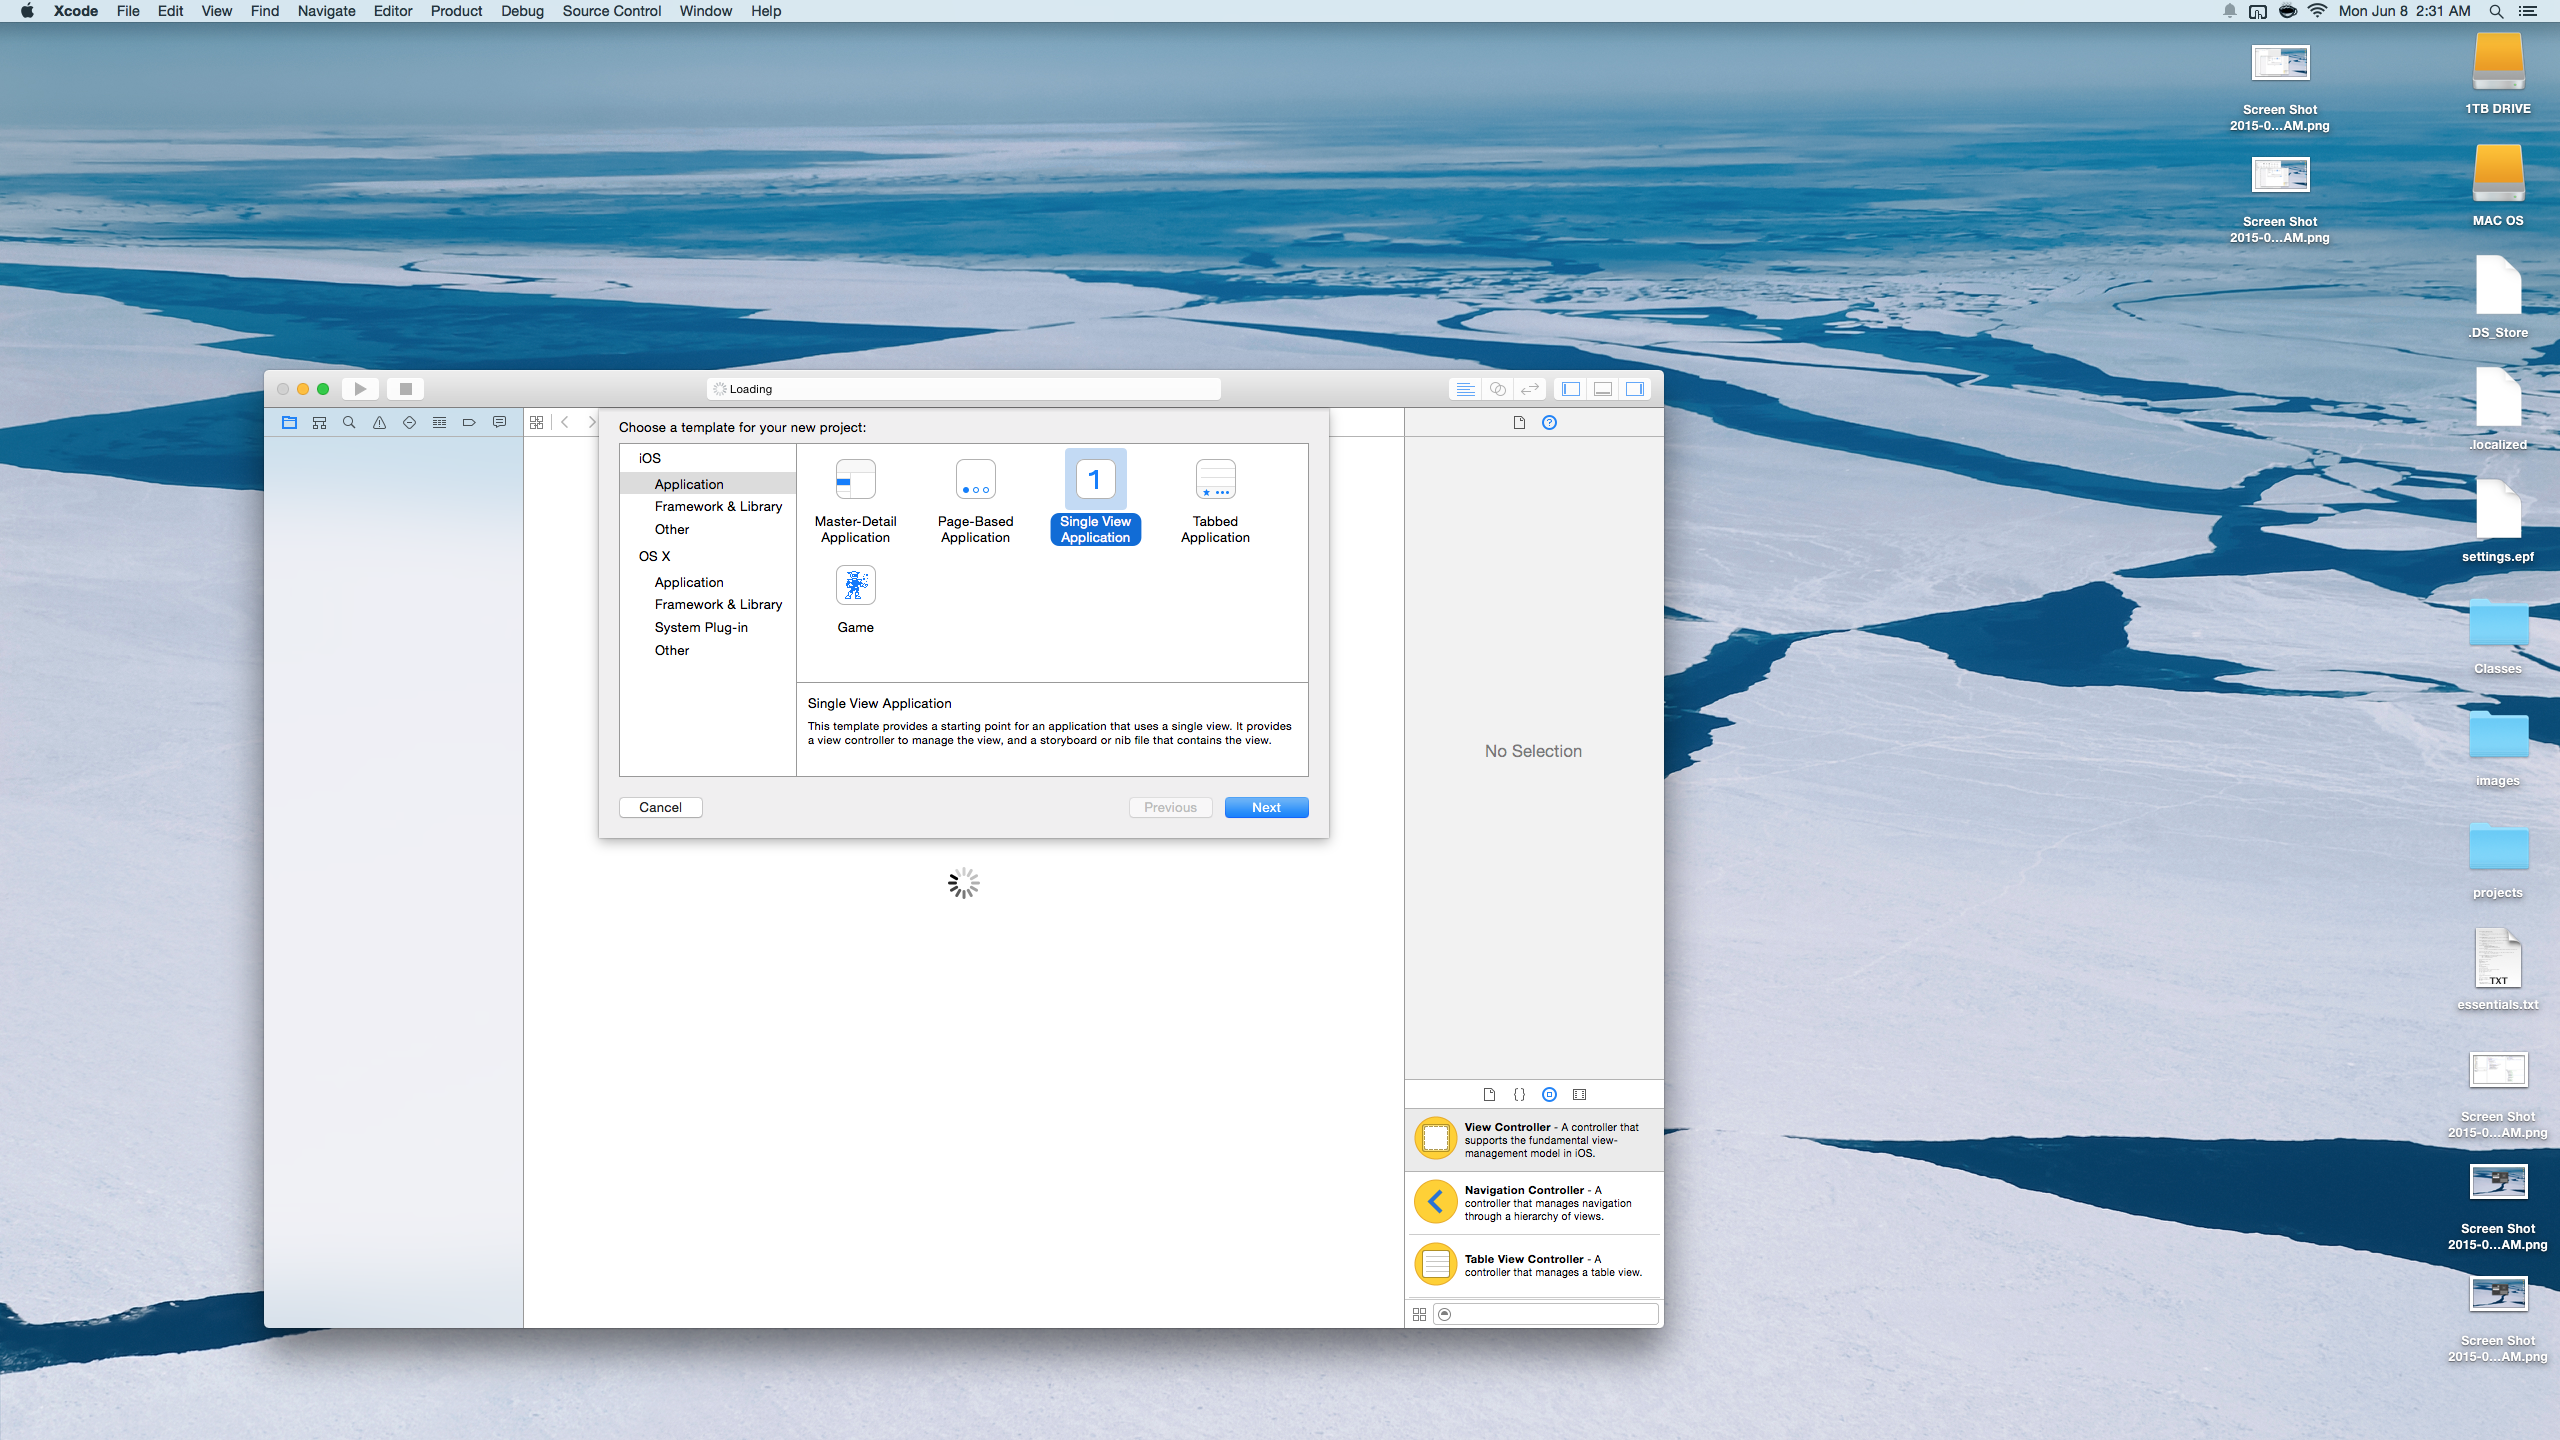 Xcode File Edit View Find Navigate Editor Product Debug Source Control Window Help
Mon Jun 8 2:31 AM
Screen Shot
2015-0...AM.png
Screen Shot
2015-0...AM.png
1TB DRIVE
MAC OS
.DS_Store
.localized
settings.epf
Classes
images
projects
TXT
essentials.txt
Screen Shot
2015-0...AM.png
Screen Shot
2015-0...AM.png
Screen Shot
2015-0...AM.png
Loading
Choose a template for your new project:
iOS
Application
Framework & Library
Other
OS X
Application
Framework & Library
System Plug-in
Other
Master-Detail
Application
Page-Based
Application
1
Single View
Application
Tabbed
Application
Game
Single View Application
This template provides a starting point for an application that uses a single view. It provides
a view controller to manage the view, and a storyboard or nib file that contains the view.
Cancel
Previous
Next
No Selection
{}
View Controller - A controller that
supports the fundamental view-
management model in iOS.
Navigation Controller - A
controller that manages navigation
through a hierarchy of views.
Table View Controller - A
controller that manages a table view.